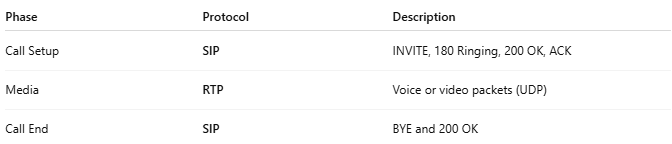 Phase Protocol Description
Call Setup SIP INVITE, 180 Ringing, 200 OK, ACK
Media RTP Voice or video packets (UDP)
Call End SIP BYE and 200 OK